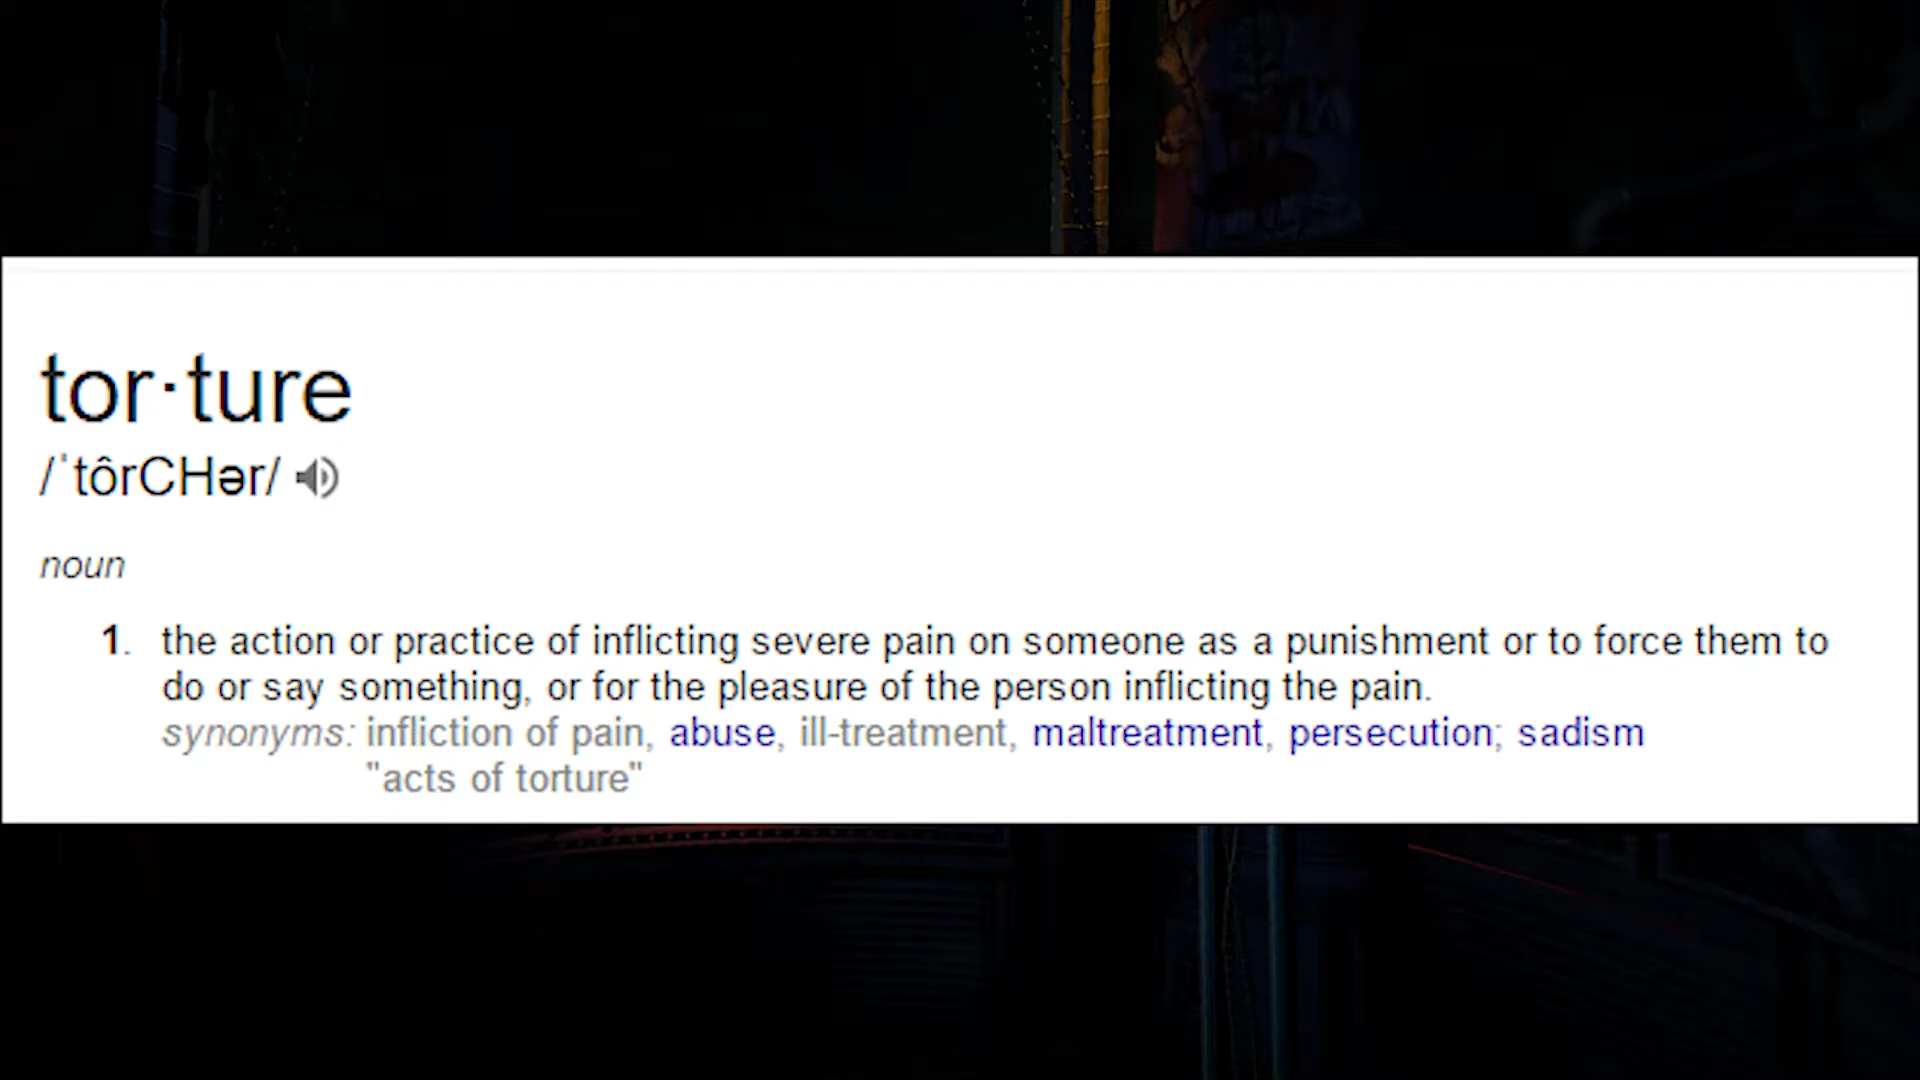 tor·ture
/ˈtôrCHər/
noun
1. the action or practice of inflicting severe pain on someone as a punishment or to force them to
do or say something, or for the pleasure of the person inflicting the pain.
synonyms: infliction of pain, abuse, ill-treatment, maltreatment, persecution; sadism
"acts of torture"